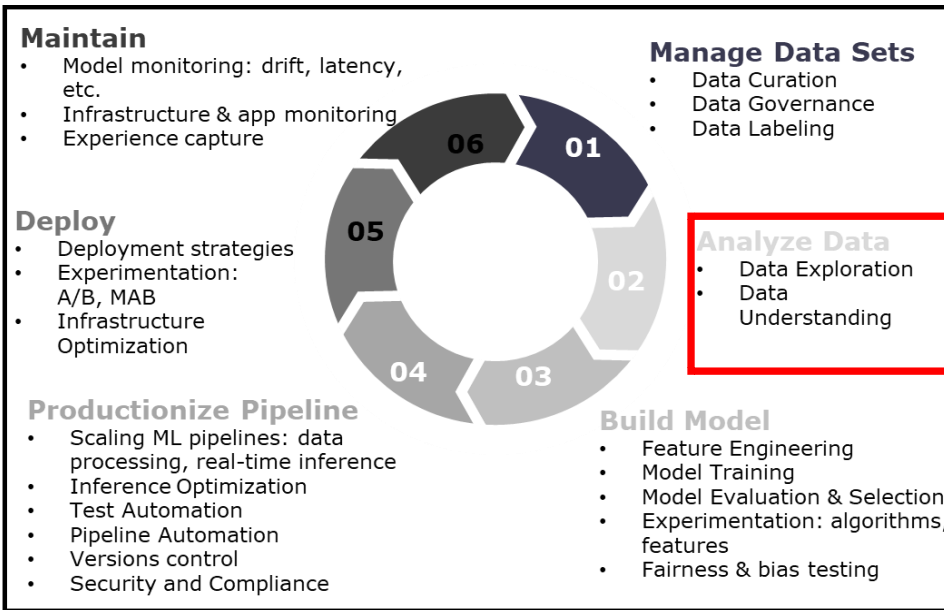 Maintain
• Model monitoring: drift, latency,
etc.
• Infrastructure & app monitoring
• Experience capture
06
01
Manage Data Sets
• Data Curation
• Data Governance
• Data Labeling
Deploy
• Deployment strategies
• Experimentation:
A/B, MAB
• Infrastructure
Optimization
05
02
Analyze Data
• Data Exploration
• Data
Understanding
04
03
Productionize Pipeline
• Scaling ML pipelines: data
processing, real-time inference
• Inference Optimization
• Test Automation
• Pipeline Automation
• Versions control
• Security and Compliance
Build Model
• Feature Engineering
• Model Training
• Model Evaluation & Selection
• Experimentation: algorithms,
features
• Fairness & bias testing